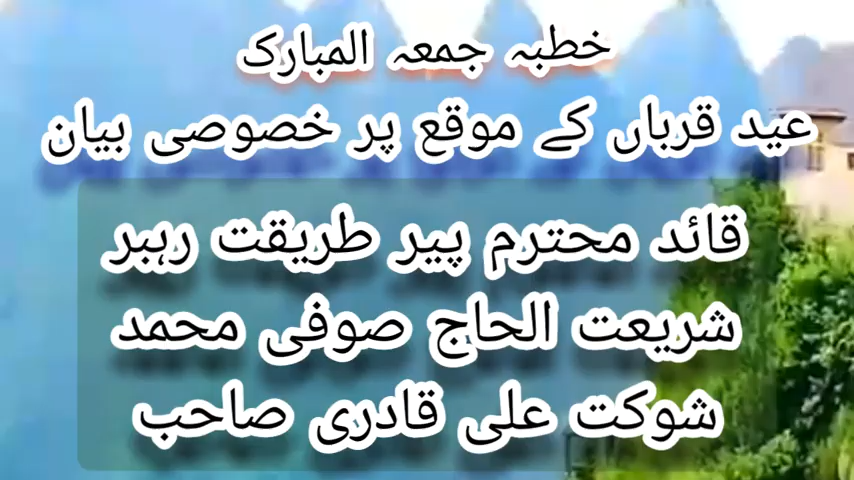 خطبہ جمعہ المبارک
عید قرباں کے موقع پر خصوصی بیان
قائد محترم پیر طریقت رہبر
شریعت الحاج صوفی محمد
شوکت علی قادری صاحب